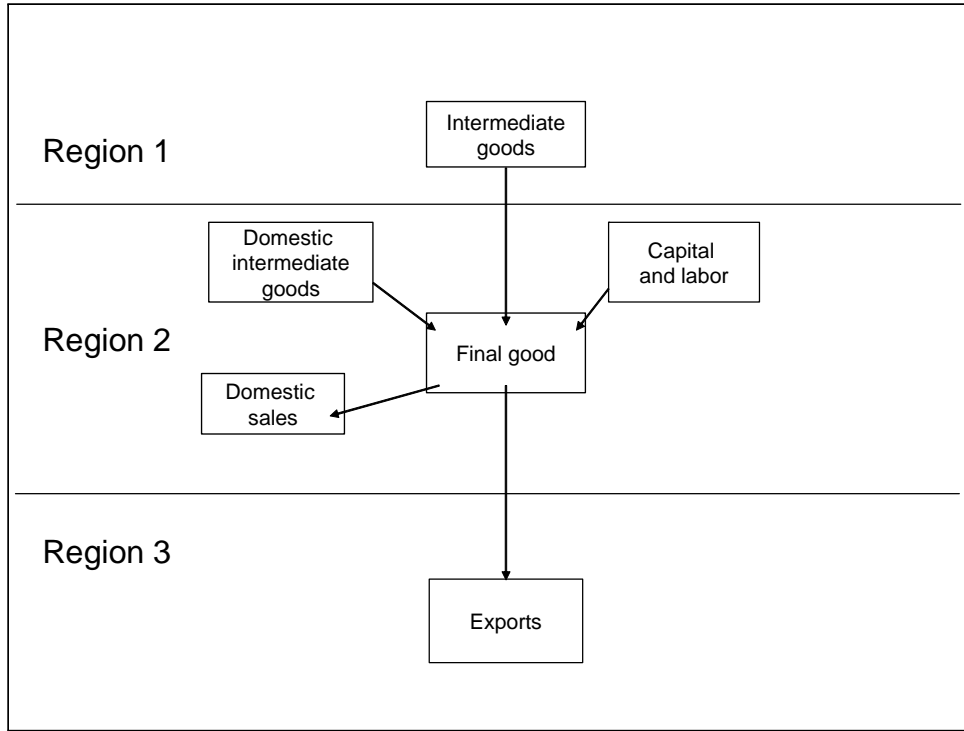 Region 1
Intermediate
goods
Domestic
intermediate
goods
Capital
and labor
Region 2
Final good
Domestic
sales
Region 3
Exports